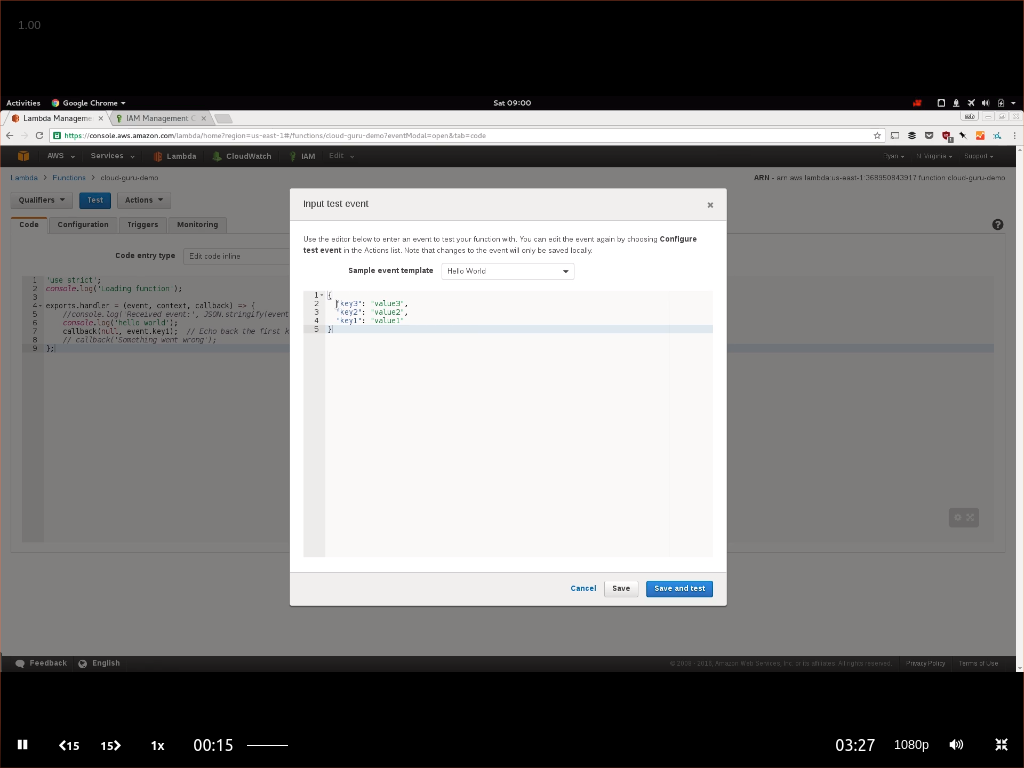 1.00
Activities Google Chrome Sat 09:00
Lambda Manageme × IAM Management C ×
https://console.aws.amazon.com/lambda/home?region=us-east-1#/functions/cloud-guru-demo?eventModal=open&tab=code
AWS Services Lambda CloudWatch IAM Edit Ryan N. Virginia Support
Lambda > Functions > cloud-guru-demo ARN - arn:aws:lambda:us-east-1:368950843917:function:cloud-guru-demo
Qualifiers Test Actions
Code Configuration Triggers Monitoring
Code entry type Edit code inline
1 'use strict';
2 console.log('Loading function');
3
4 exports.handler = (event, context, callback) => {
5 //console.log('Received event:', JSON.stringify(event
6 console.log('hello world');
7 callback(null, event.key1); // Echo back the first k
8 // callback('Something went wrong');
9 };
Input test event ×
Use the editor below to enter an event to test your function with. You can edit the event again by choosing Configure
test event in the Actions list. Note that changes to the event will only be saved locally.
Sample event template Hello World
1 {
2 "key3": "value3",
3 "key2": "value2",
4 "key1": "value1"
5 }
Cancel Save Save and test
Feedback English Amazon Web Services, Inc. or its affiliates. All rights reserved. Privacy Policy Terms of Use
<15 15> 1x 00:15 03:27 1080p